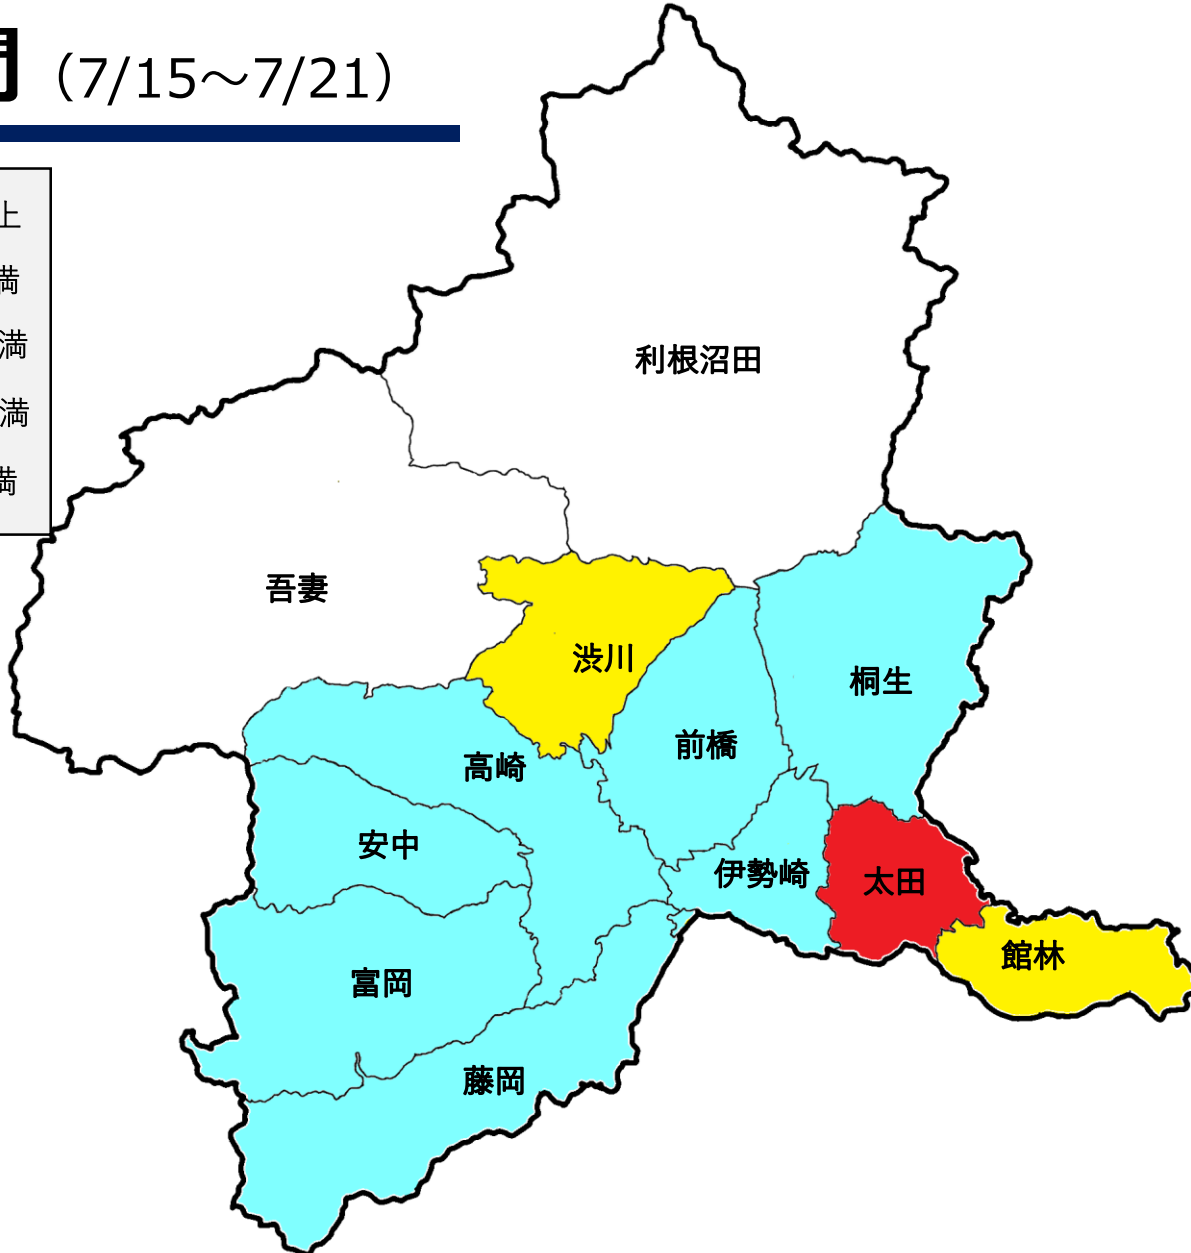 間（7/15～7/21）
上
満
満
満
満
利根沼田
吾妻
渋川
桐生
前橋
高崎
安中
伊勢崎
太田
館林
富岡
藤岡